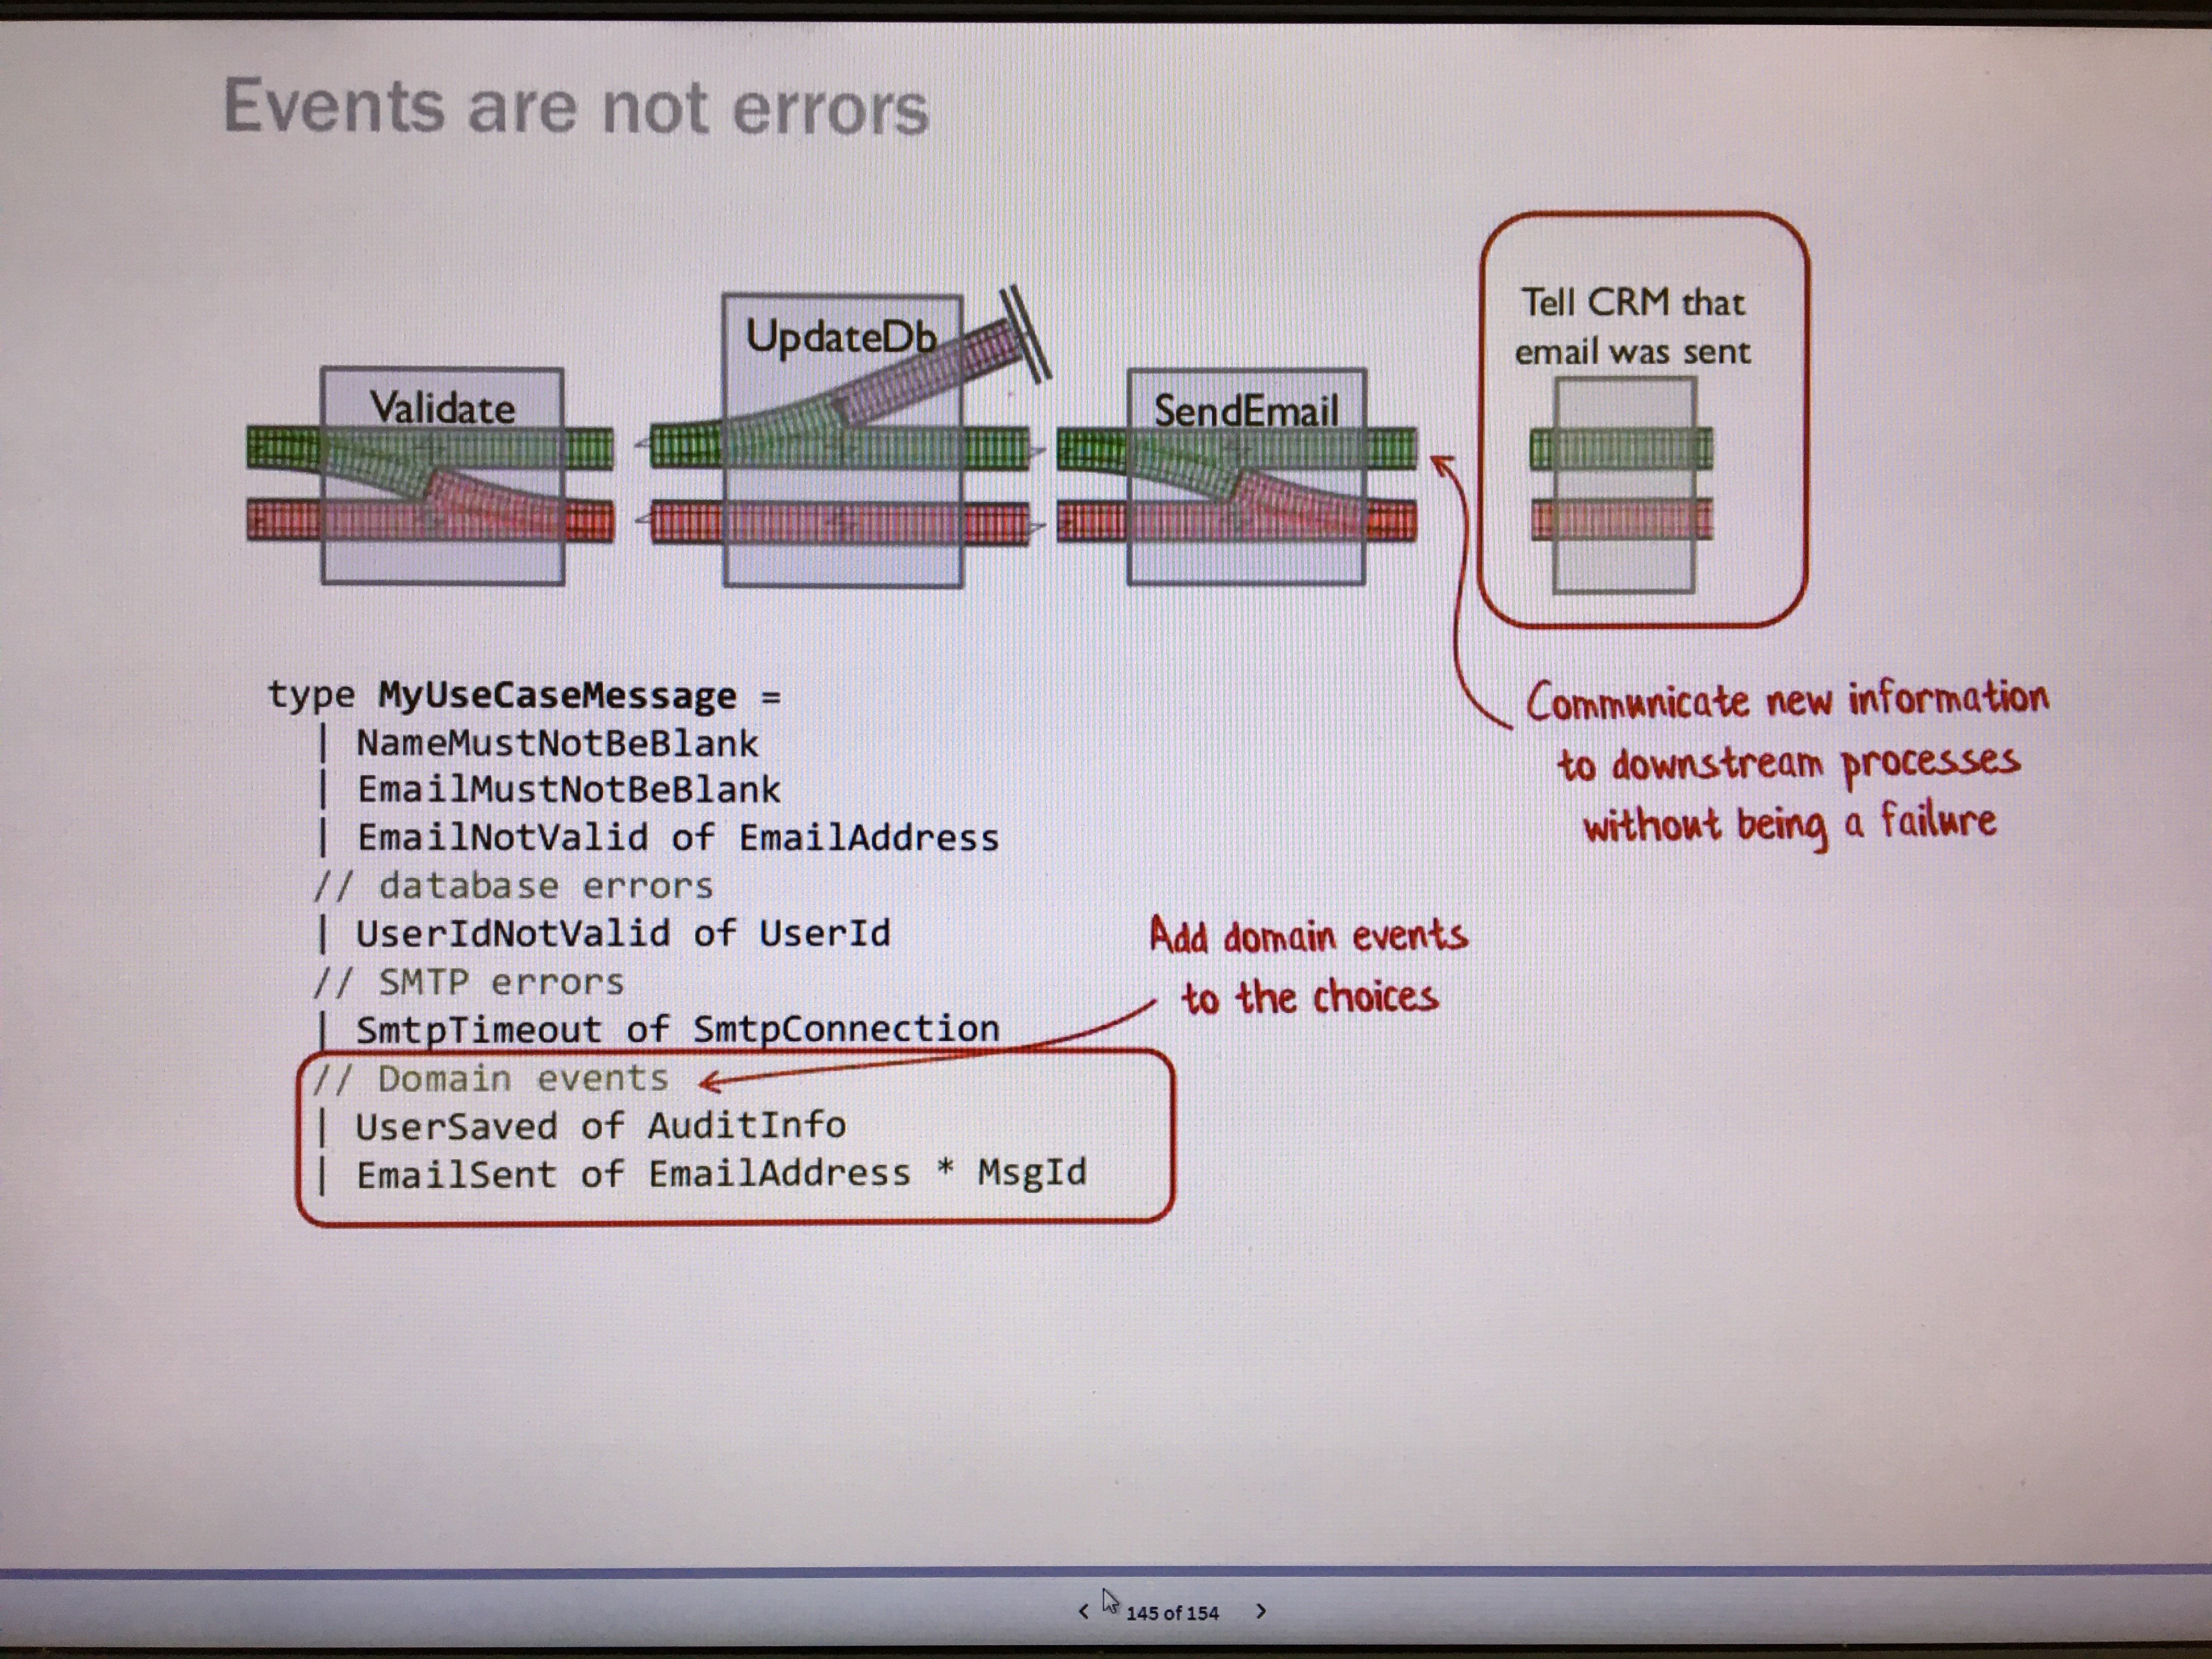 Events are not errors
Validate
UpdateDb
SendEmail
Tell CRM that
email was sent
type MyUseCaseMessage =
| NameMustNotBeBlank
| EmailMustNotBeBlank
| EmailNotValid of EmailAddress
// database errors
| UserIdNotValid of UserId
// SMTP errors
| SmtpTimeout of SmtpConnection
// Domain events
| UserSaved of AuditInfo
| EmailSent of EmailAddress * MsgId
Communicate new information
to downstream processes
without being a failure
Add domain events
to the choices
< 145 of 154 >